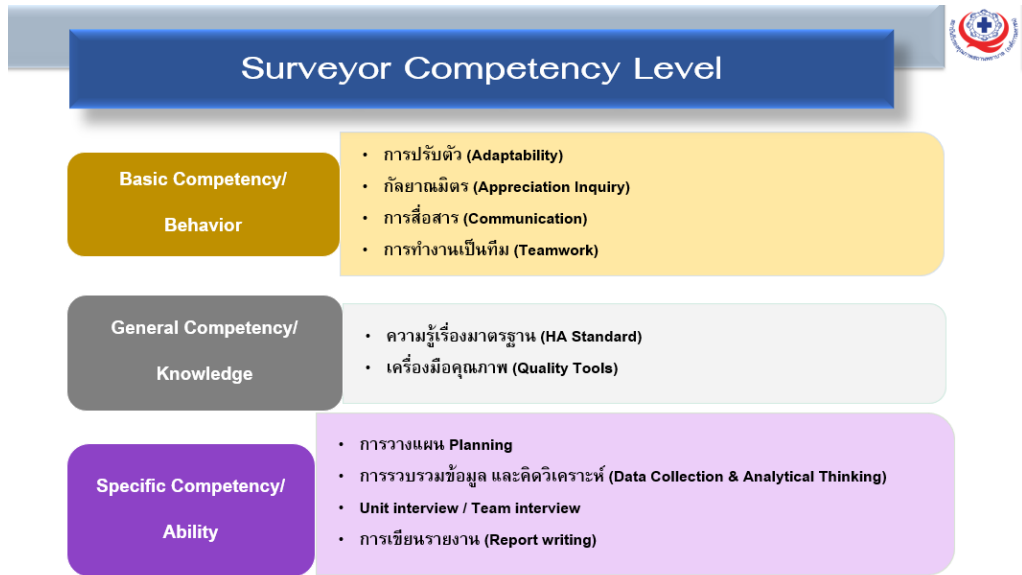 Surveyor Competency Level
Basic Competency/
Behavior
• การปรับตัว (Adaptability)
• กัลยาณมิตร (Appreciation Inquiry)
• การสื่อสาร (Communication)
• การทำงานเป็นทีม (Teamwork)
General Competency/
Knowledge
• ความรู้เรื่องมาตรฐาน (HA Standard)
• เครื่องมือคุณภาพ (Quality Tools)
Specific Competency/
Ability
• การวางแผน Planning
• การรวบรวมข้อมูล และคิดวิเคราะห์ (Data Collection & Analytical Thinking)
• Unit interview / Team interview
• การเขียนรายงาน (Report writing)